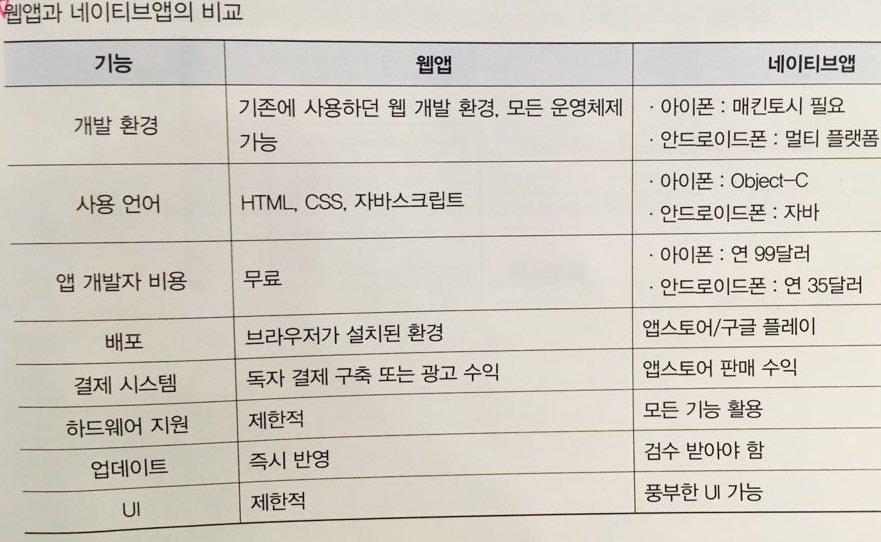 웹앱과 네이티브앱의 비교
기능 웹앱 네이티브앱
개발 환경 기존에 사용하던 웹 개발 환경, 모든 운영체제 가능 · 아이폰 : 매킨토시 필요
· 안드로이드폰 : 멀티 플랫폼
사용 언어 HTML, CSS, 자바스크립트 · 아이폰 : Object-C
· 안드로이드폰 : 자바
앱 개발자 비용 무료 · 아이폰 : 연 99달러
· 안드로이드폰 : 연 35달러
배포 브라우저가 설치된 환경 앱스토어/구글 플레이
결제 시스템 독자 결제 구축 또는 광고 수익 앱스토어 판매 수익
하드웨어 지원 제한적 모든 기능 활용
업데이트 즉시 반영 검수 받아야 함
UI 제한적 풍부한 UI 가능